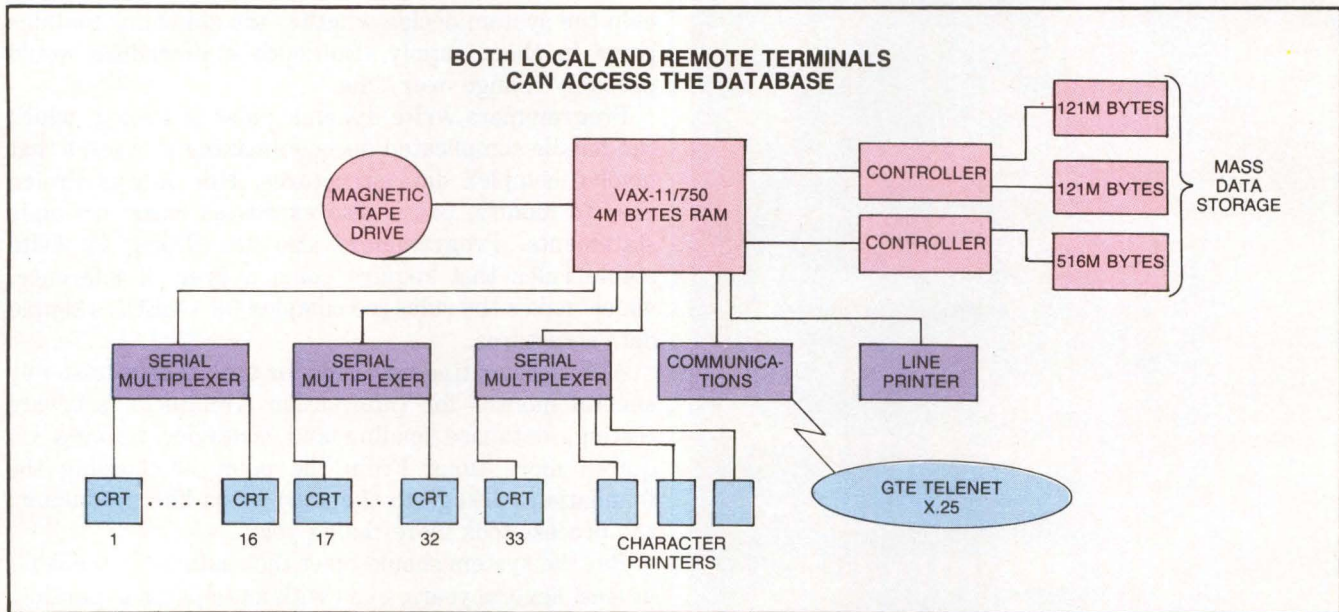 BOTH LOCAL AND REMOTE TERMINALS
CAN ACCESS THE DATABASE
MAGNETIC
TAPE
DRIVE
VAX-11/750
4M BYTES RAM
CONTROLLER
CONTROLLER
121M BYTES
121M BYTES
516M BYTES
MASS
DATA
STORAGE
SERIAL
MULTIPLEXER
SERIAL
MULTIPLEXER
SERIAL
MULTIPLEXER
COMMUNICA-
TIONS
LINE
PRINTER
CRT ...... CRT
CRT ..... CRT
CRT
1
16
17
32
33
CHARACTER
PRINTERS
GTE TELENET
X.25